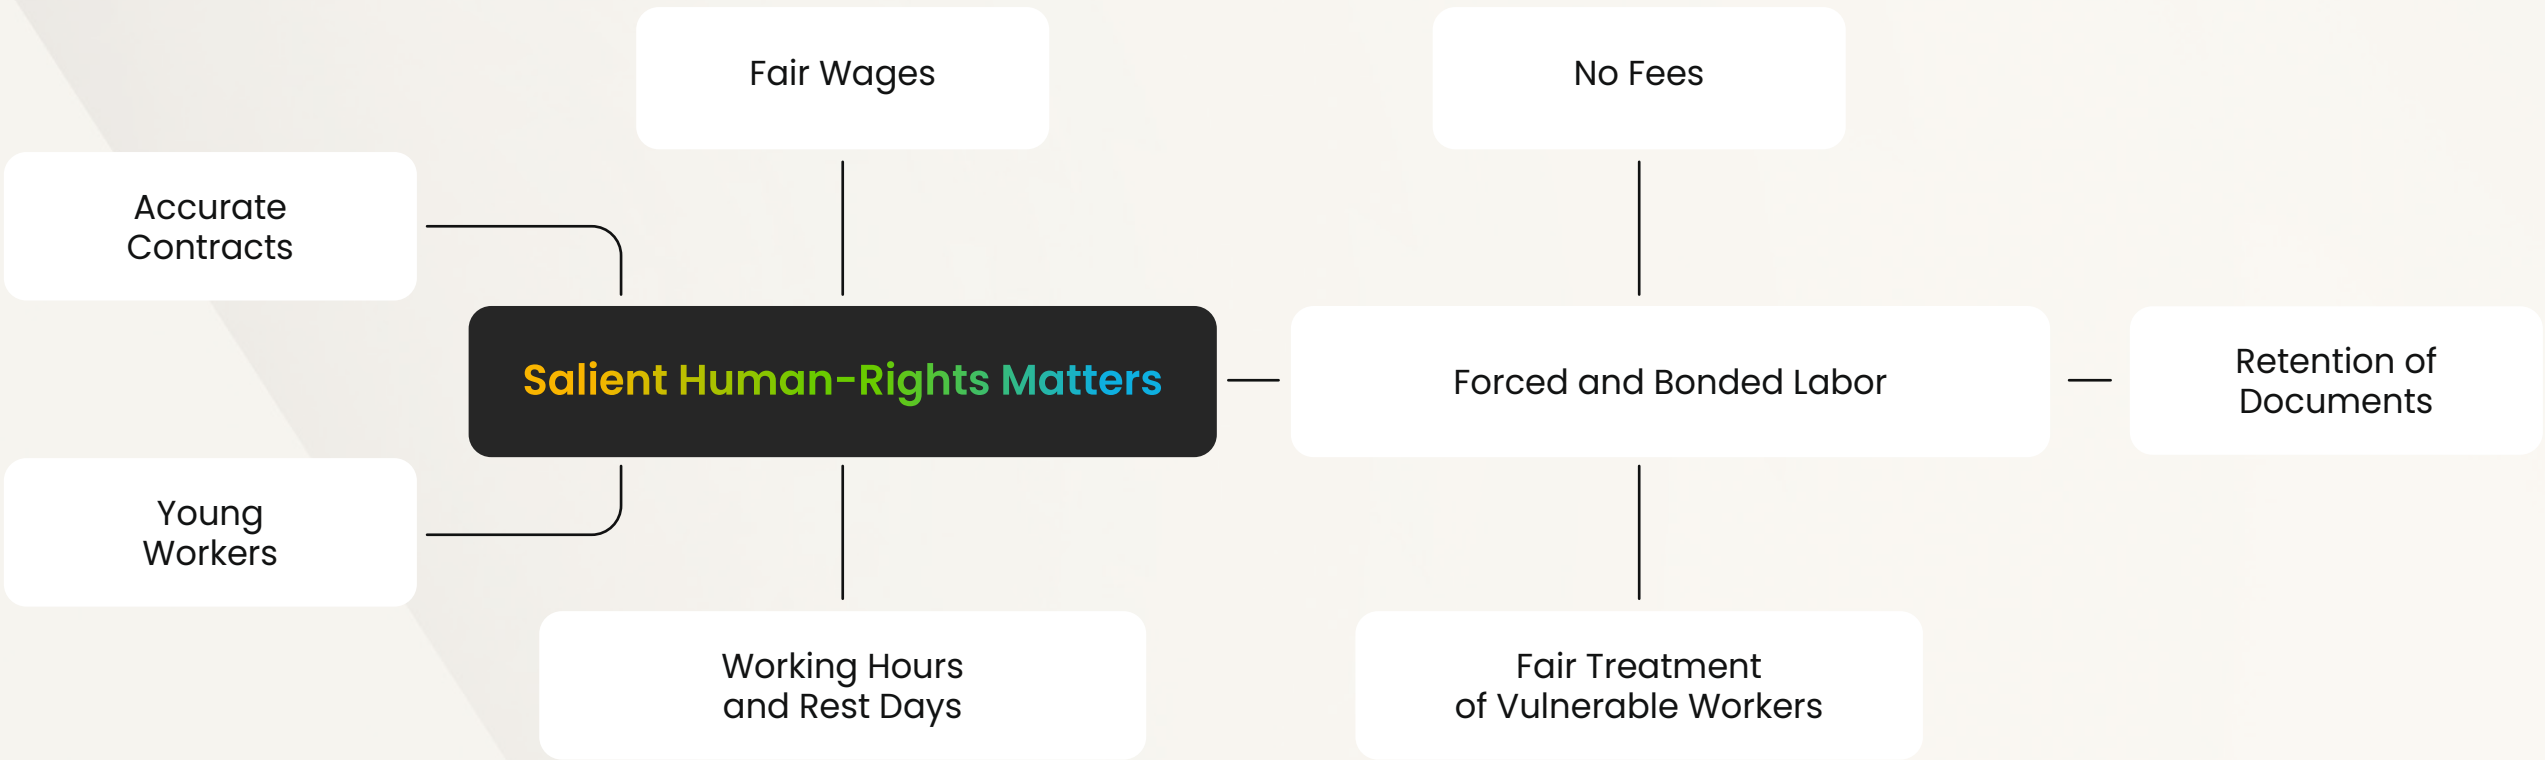 Fair Wages
No Fees
Accurate
Contracts
Salient Human-Rights Matters
Forced and Bonded Labor
Retention of
Documents
Young
Workers
Working Hours
and Rest Days
Fair Treatment
of Vulnerable Workers